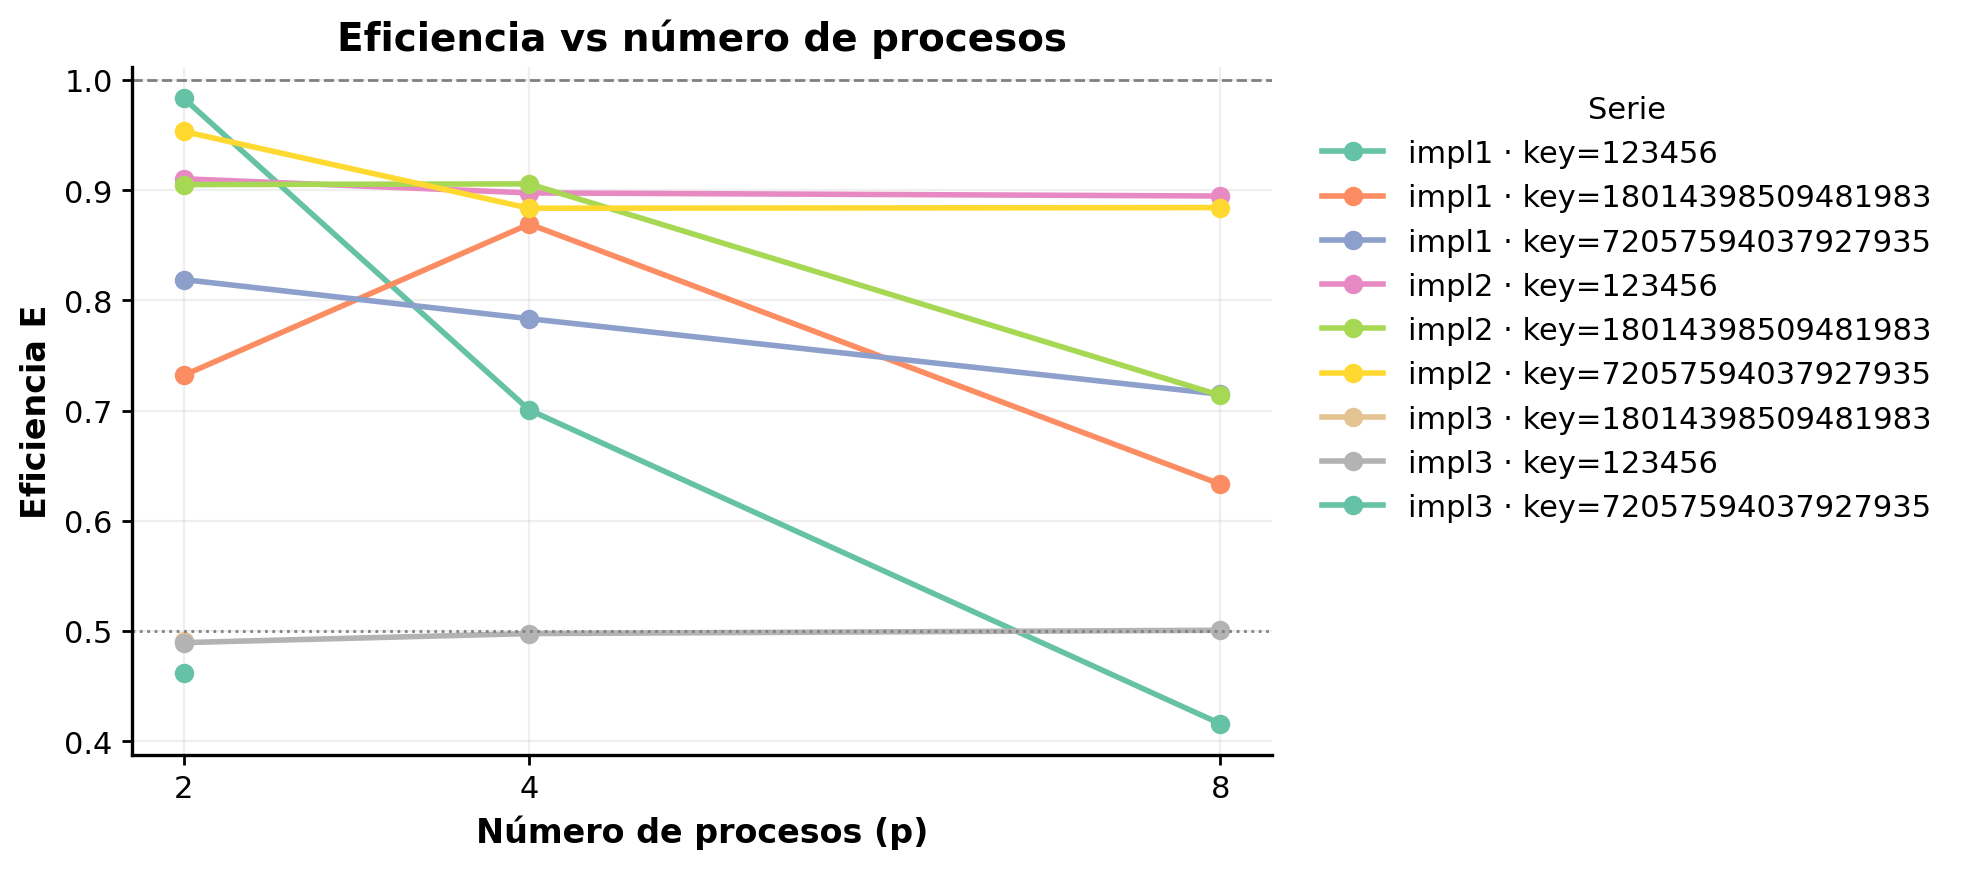 Eficiencia vs número de procesos
Eficiencia E
1.0
0.9
0.8
0.7
0.6
0.5
0.4
2 4 8
Número de procesos (p)
Serie
impl1 · key=123456
impl1 · key=18014398509481983
impl1 · key=72057594037927935
impl2 · key=123456
impl2 · key=18014398509481983
impl2 · key=72057594037927935
impl3 · key=18014398509481983
impl3 · key=123456
impl3 · key=72057594037927935